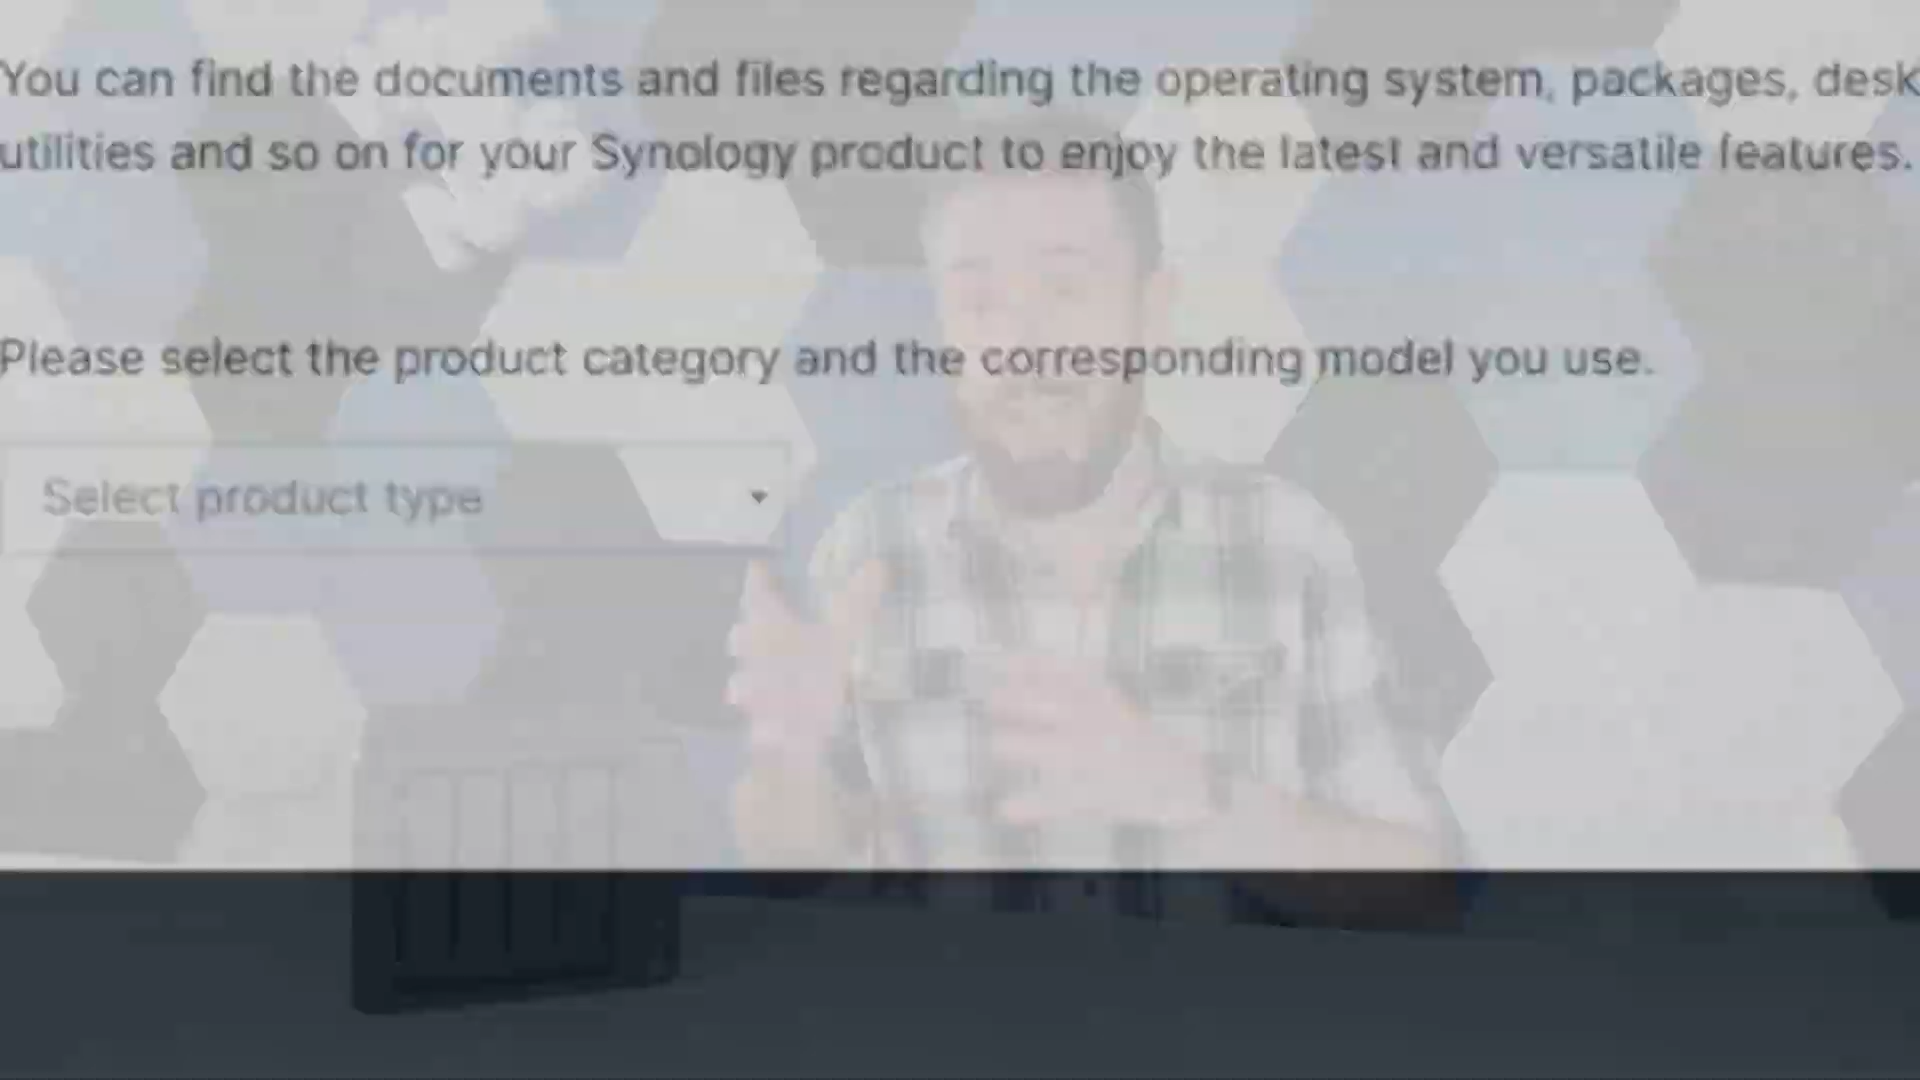 You can find the documents and files regarding the operating system, packages, desk
utilities and so on for your Synology product to enjoy the latest and versatile features.
Please select the product category and the corresponding model you use.
Select product type